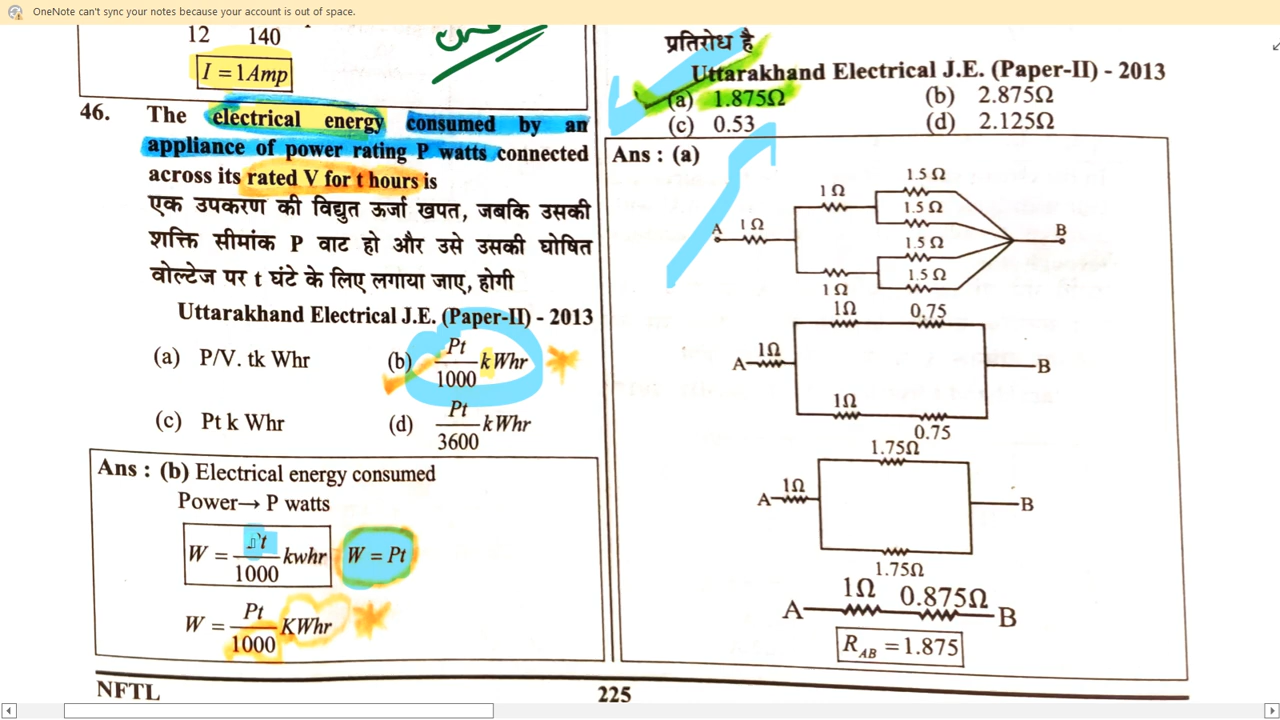 OneNote can't sync your notes because your account is out of space.
12 140
I = 1Amp
46. The electrical energy consumed by an
appliance of power rating P watts connected
across its rated V for t hours is
एक उपकरण की विद्युत ऊर्जा खपत, जबकि उसकी
शक्ति सीमांक P वाट हो और उसे उसकी घोषित
वोल्टेज पर t घंटे के लिए लगाया जाए, होगी
Uttarakhand Electrical J.E. (Paper-II) - 2013
(a) P/V. tk Whr (b) Pt/1000 kWhr
(c) Pt k Whr (d) Pt/3600 kWhr
Ans : (b) Electrical energy consumed
Power→ P watts
W = Pt/1000 kwhr W = Pt
W = Pt/1000 KWhr
NFTL
प्रतिरोध है
Uttarakhand Electrical J.E. (Paper-II) - 2013
(a) 1.875Ω (b) 2.875Ω
(c) 0.53 (d) 2.125Ω
Ans : (a)
1.5 Ω
1 Ω
1.5 Ω
A 1 Ω
B
1.5 Ω
1.5 Ω
1 Ω
1Ω 0.75
1Ω
A B
1Ω
0.75
1.75Ω
1Ω
A B
1.75Ω
1Ω 0.875Ω
A B
R_AB = 1.875
225